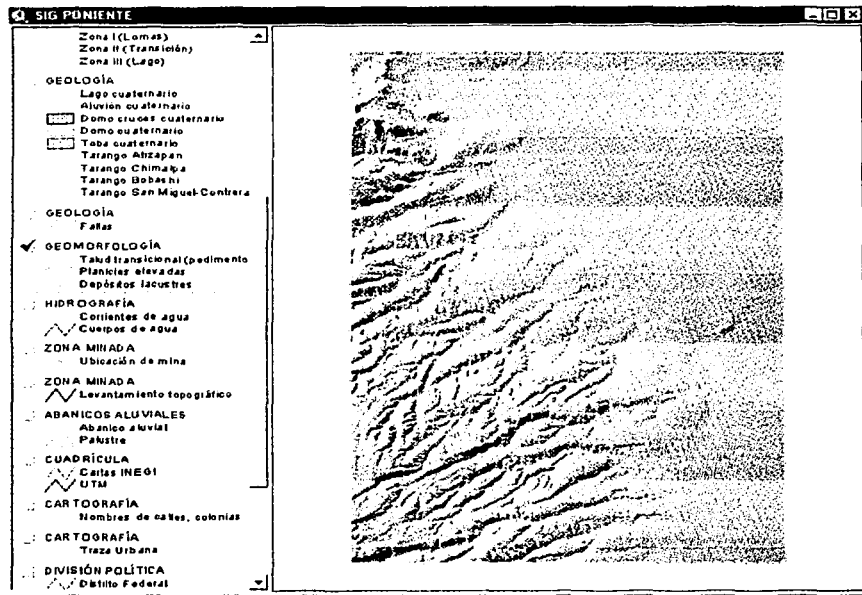 SIG PONIENTE
Zona I (Lomas)
Zona II (Transición)
Zona III (Lago)
GEOLOGÍA
Lago cuaternario
Aluvión cuaternario
Domo cruces cuaternario
Domo cuaternario
Toba cuaternario
Tarango Atizapan
Tarango Chimalpa
Tarango Bobashi
Tarango San Miguel-Contrera
GEOLOGÍA
Fallas
GEOMORFOLOGÍA
Talud transicional (pedimento
Planicies elevadas
Depósitos lacustres
HIDROGRAFÍA
Corrientes de agua
Cuerpos de agua
ZONA MINADA
Ubicación de mina
ZONA MINADA
Levantamiento topográfico
ABANICOS ALUVIALES
Abanico aluvial
Palustre
CUADRÍCULA
Cartas INEGI
UTM
CARTOGRAFÍA
Nombres de calles, colonias
CARTOGRAFÍA
Traza Urbana
DIVISIÓN POLÍTICA
Distito Federal